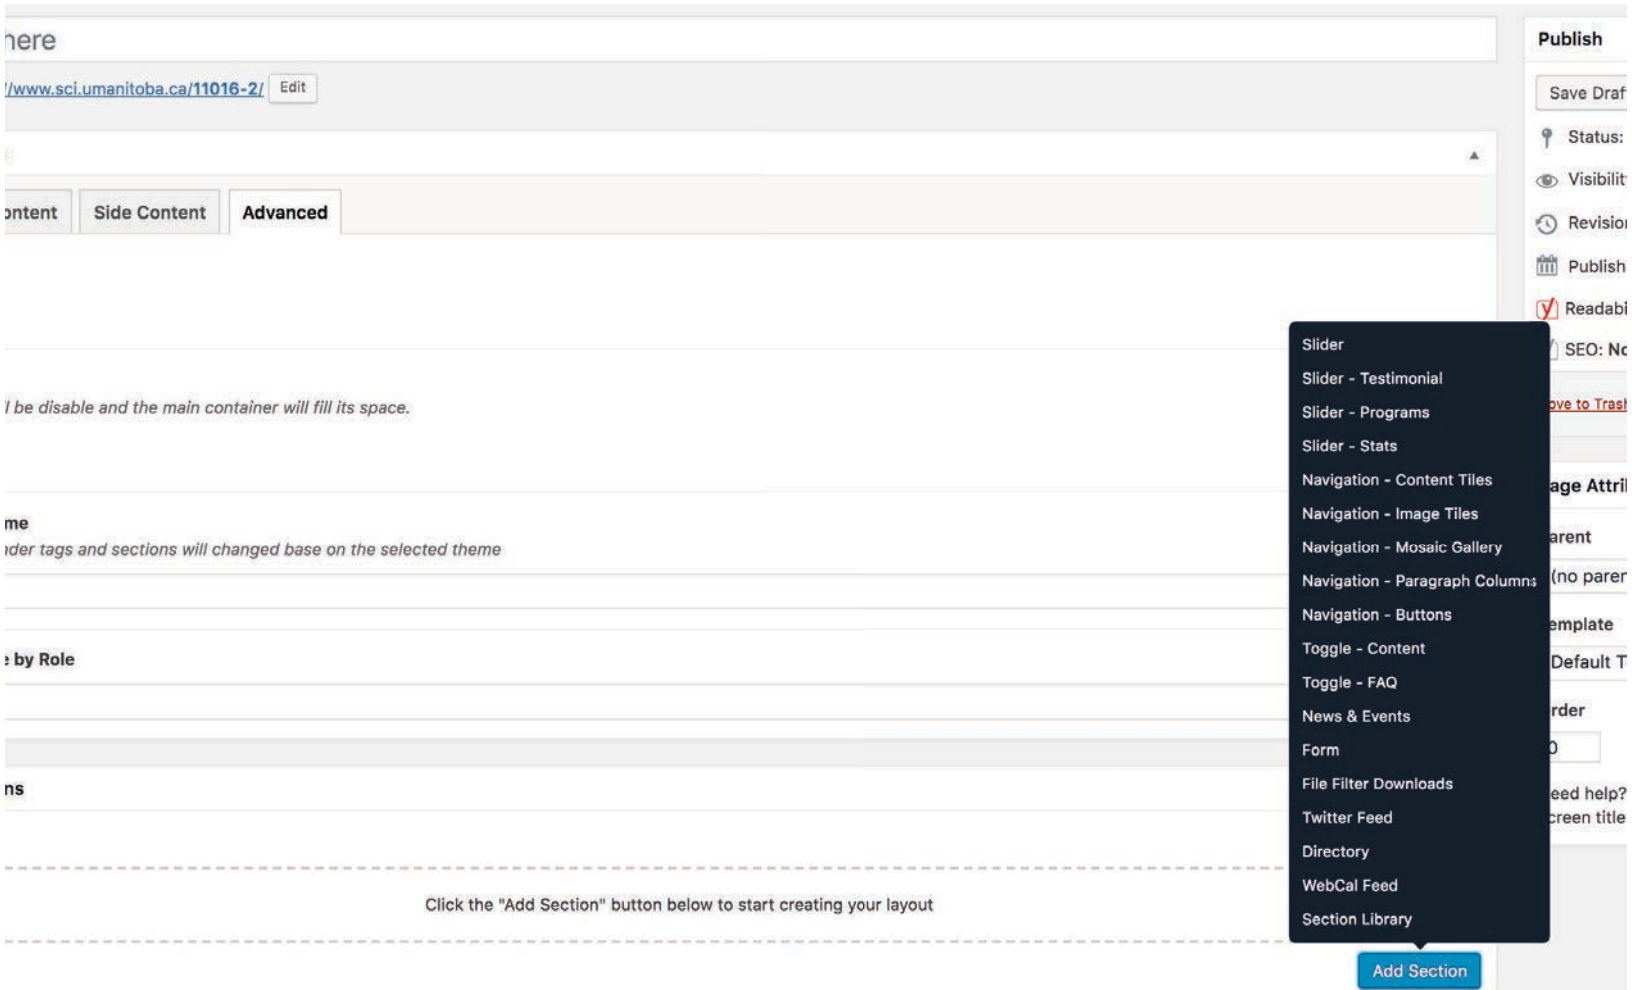 here
//www.sci.umanitoba.ca/11016-2/ Edit
ontent Side Content Advanced
l be disable and the main container will fill its space.
me
der tags and sections will changed base on the selected theme
by Role
ns
Click the "Add Section" button below to start creating your layout
Slider
Slider - Testimonial
Slider - Programs
Slider - Stats
Navigation - Content Tiles
Navigation - Image Tiles
Navigation - Mosaic Gallery
Navigation - Paragraph Columns
Navigation - Buttons
Toggle - Content
Toggle - FAQ
News & Events
Form
File Filter Downloads
Twitter Feed
Directory
WebCal Feed
Section Library
Add Section
Publish
Save Draf
Status:
Visibilit
Revision
Publish
Readabi
SEO: No
ove to Trash
age Attri
arent
(no paren
emplate
Default T
rder
0
eed help?
creen title